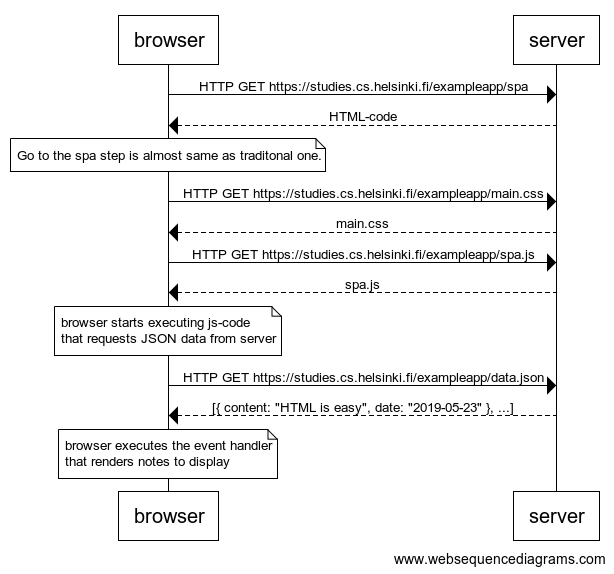 browser server
HTTP GET https://studies.cs.helsinki.fi/exampleapp/spa
HTML-code
Go to the spa step is almost same as traditonal one.
HTTP GET https://studies.cs.helsinki.fi/exampleapp/main.css
main.css
HTTP GET https://studies.cs.helsinki.fi/exampleapp/spa.js
spa.js
browser starts executing js-code
that requests JSON data from server
HTTP GET https://studies.cs.helsinki.fi/exampleapp/data.json
[{ content: "HTML is easy", date: "2019-05-23" }, ...]
browser executes the event handler
that renders notes to display
browser server
www.websequencediagrams.com